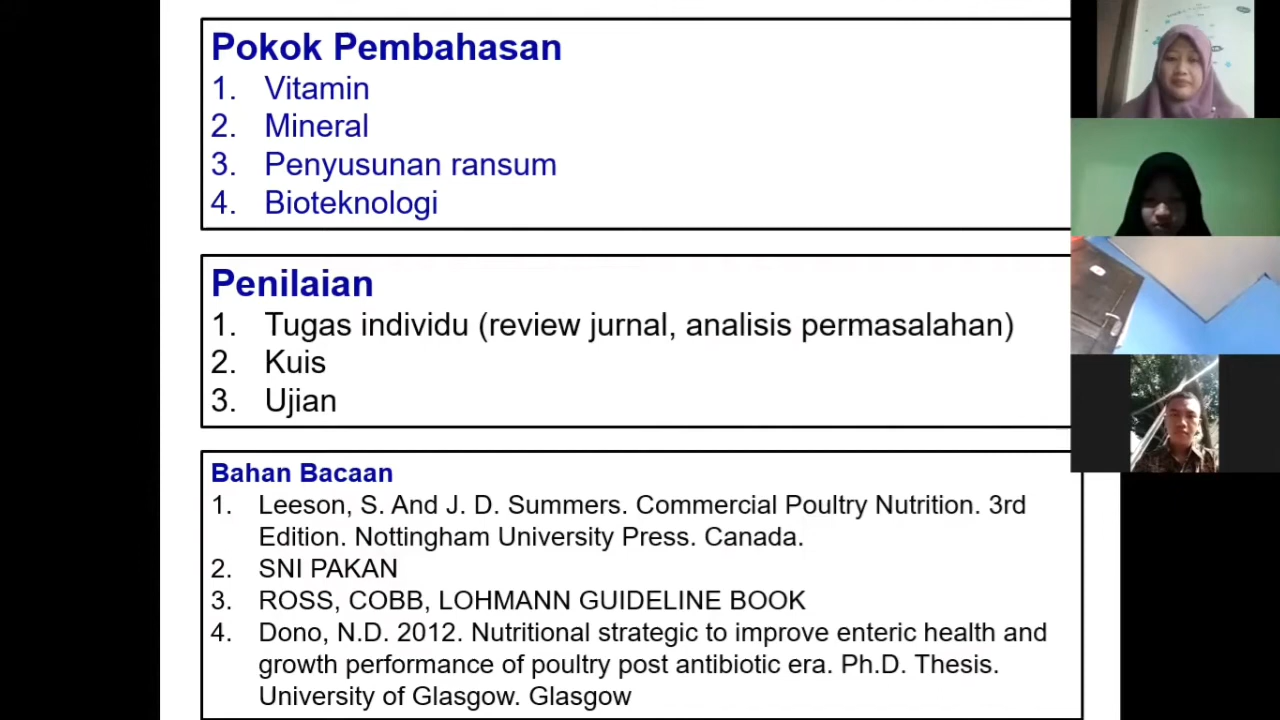 Pokok Pembahasan
1. Vitamin
2. Mineral
3. Penyusunan ransum
4. Bioteknologi
Penilaian
1. Tugas individu (review jurnal, analisis permasalahan)
2. Kuis
3. Ujian
Bahan Bacaan
1. Leeson, S. And J. D. Summers. Commercial Poultry Nutrition. 3rd
Edition. Nottingham University Press. Canada.
2. SNI PAKAN
3. ROSS, COBB, LOHMANN GUIDELINE BOOK
4. Dono, N.D. 2012. Nutritional strategic to improve enteric health and
growth performance of poultry post antibiotic era. Ph.D. Thesis.
University of Glasgow. Glasgow